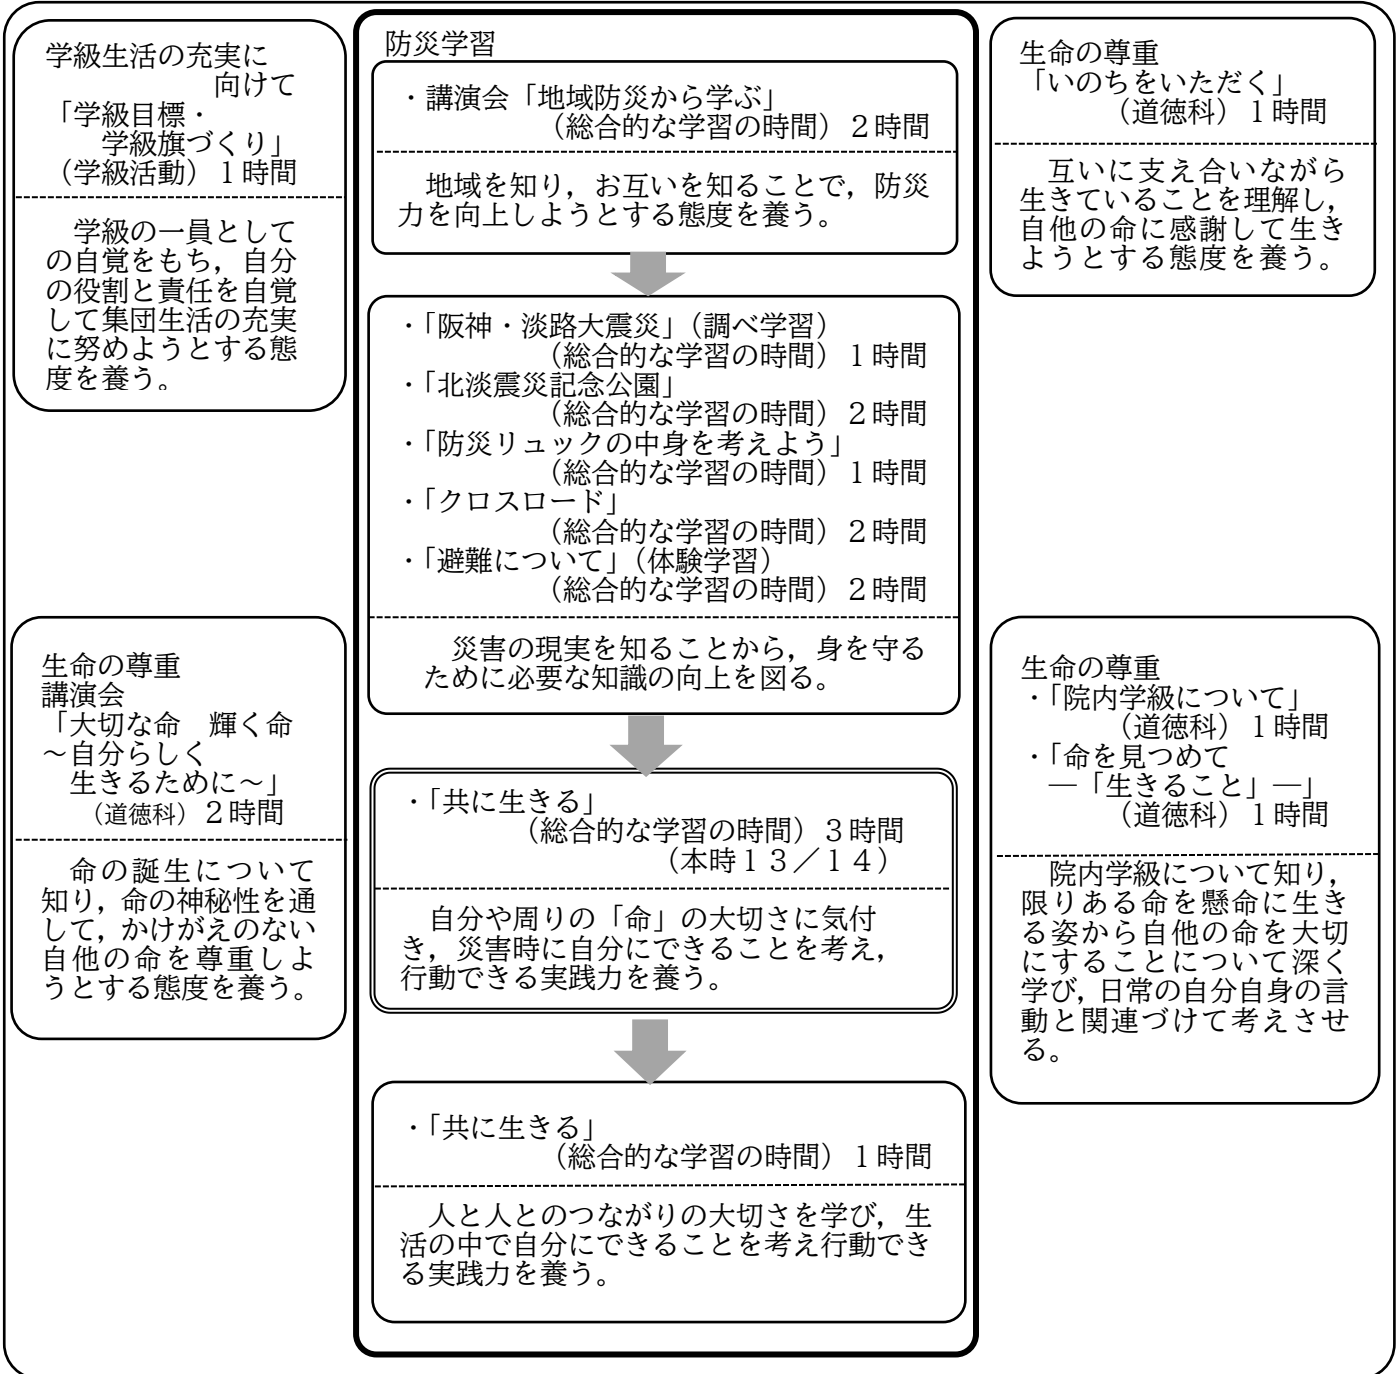 学級生活の充実に
向けて
「学級目標・
学級旗づくり」
（学級活動）１時間
学級の一員として
の自覚をもち，自分
の役割と責任を自覚
して集団生活の充実
に努めようとする態
度を養う。
生命の尊重
講演会
「大切な命　輝く命
～自分らしく
生きるために～」
（道徳科）２時間
命の誕生について
知り，命の神秘性を通
して，かけがえのない
自他の命を尊重しよ
うとする態度を養う。
防災学習
・講演会「地域防災から学ぶ」
（総合的な学習の時間）２時間
地域を知り，お互いを知ることで，防災
力を向上しようとする態度を養う。
・「阪神・淡路大震災」（調べ学習）
（総合的な学習の時間）１時間
・「北淡震災記念公園」
（総合的な学習の時間）２時間
・「防災リュックの中身を考えよう」
（総合的な学習の時間）１時間
・「クロスロード」
（総合的な学習の時間）２時間
・「避難について」（体験学習）
（総合的な学習の時間）２時間
災害の現実を知ることから，身を守る
ために必要な知識の向上を図る。
・「共に生きる」
（総合的な学習の時間）３時間
（本時１３／１４）
自分や周りの「命」の大切さに気付
き，災害時に自分にできることを考え，
行動できる実践力を養う。
・「共に生きる」
（総合的な学習の時間）１時間
人と人とのつながりの大切さを学び，生
活の中で自分にできることを考え行動でき
る実践力を養う。
生命の尊重
「いのちをいただく」
（道徳科）１時間
互いに支え合いながら
生きていることを理解し，
自他の命に感謝して生き
ようとする態度を養う。
生命の尊重
・「院内学級について」
（道徳科）１時間
・「命を見つめて
―「生きること」―」
（道徳科）１時間
院内学級について知り，
限りある命を懸命に生き
る姿から自他の命を大切
にすることについて深く
学び，日常の自分自身の言
動と関連づけて考えさせ
る。